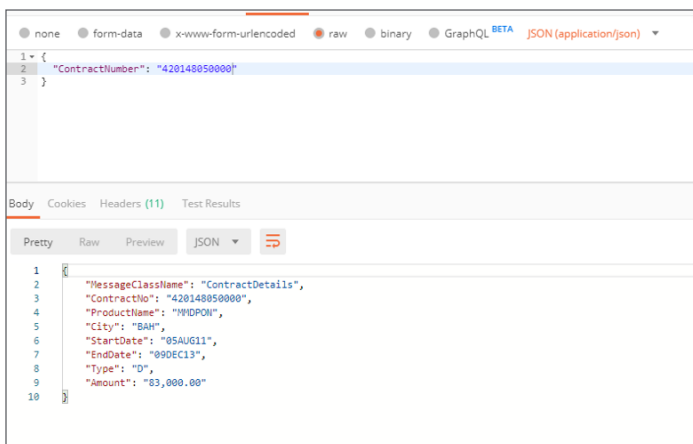 none form-data x-www-form-urlencoded raw binary GraphQL BETA JSON (application/json)
1 {
2 "ContractNumber": "420148050000"
3 }
Body Cookies Headers (11) Test Results
Pretty Raw Preview JSON
1 {
2 "MessageClassName": "ContractDetails",
3 "ContractNo": "420148050000",
4 "ProductName": "MMDPON",
5 "City": "BAH",
6 "StartDate": "05AUG11",
7 "EndDate": "09DEC13",
8 "Type": "D",
9 "Amount": "83,000.00"
10 }